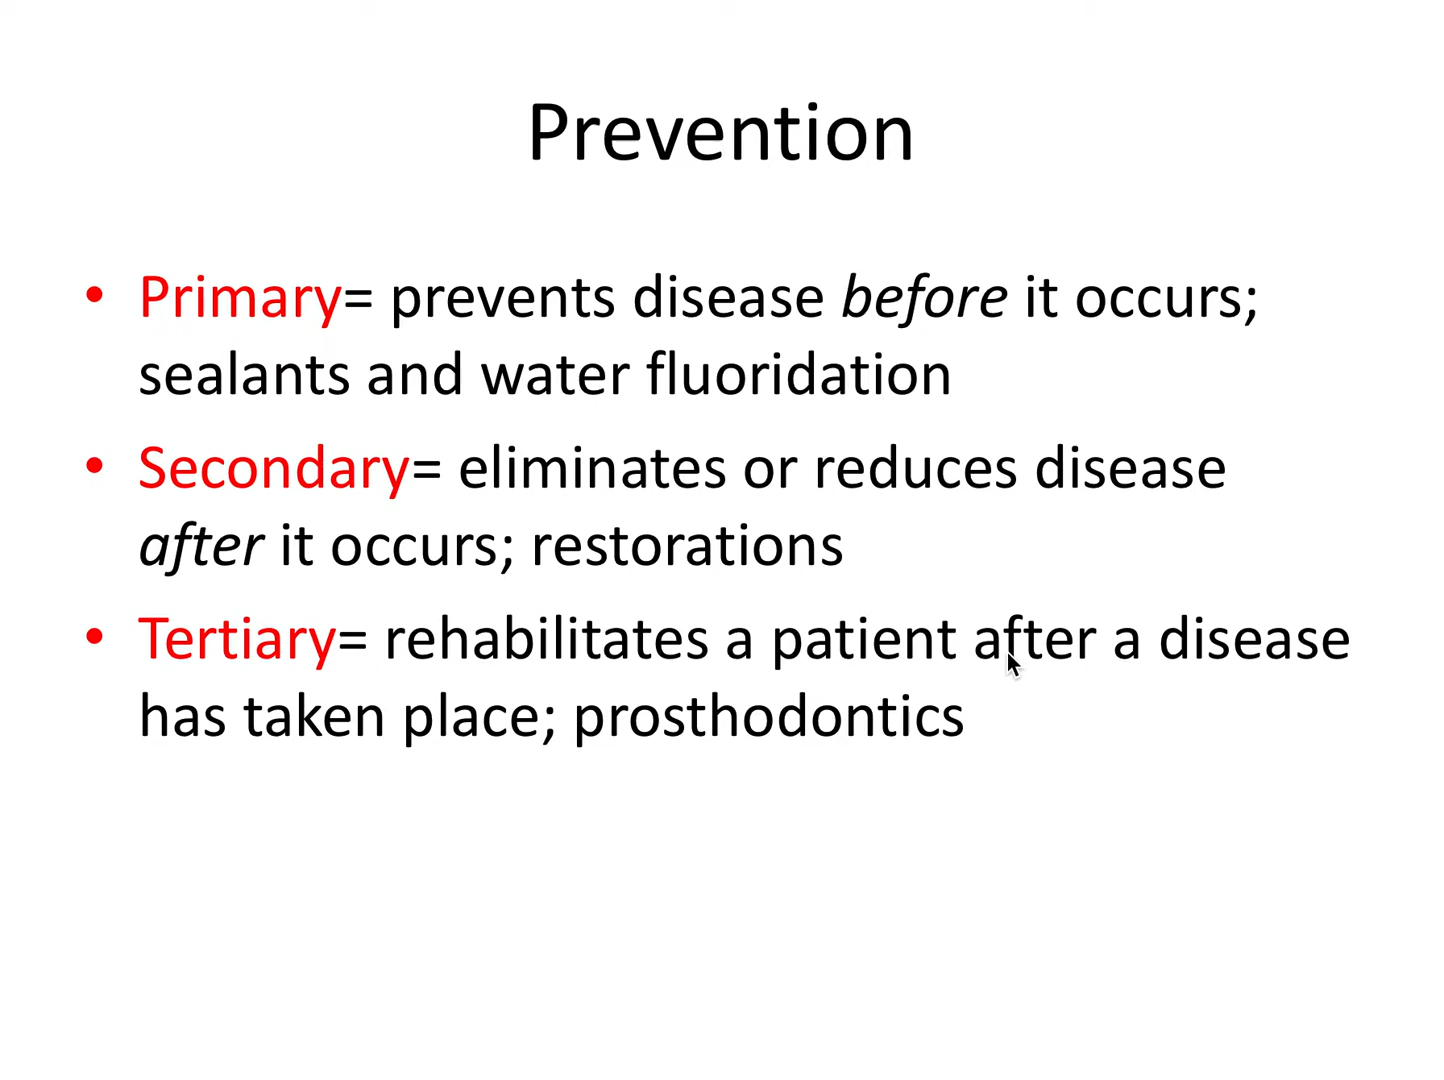 Prevention
• Primary= prevents disease before it occurs;
sealants and water fluoridation
• Secondary= eliminates or reduces disease
after it occurs; restorations
• Tertiary= rehabilitates a patient after a disease
has taken place; prosthodontics